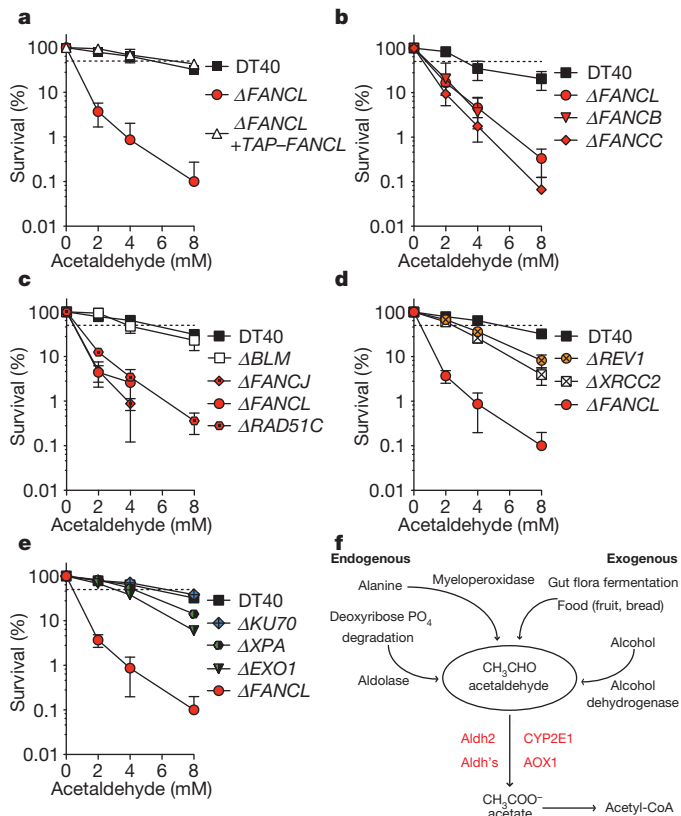 a
Survival (%)
100
10
1
0.1
0.01
0 2 4 6 8
Acetaldehyde (mM)
DT40
ΔFANCL
ΔFANCL
+TAP–FANCL
b
Survival (%)
100
10
1
0.1
0.01
0 2 4 6 8
Acetaldehyde (mM)
DT40
ΔFANCL
ΔFANCB
ΔFANCC
c
Survival (%)
100
10
1
0.1
0.01
0 2 4 6 8
Acetaldehyde (mM)
DT40
ΔBLM
ΔFANCJ
ΔFANCL
ΔRAD51C
d
Survival (%)
100
10
1
0.1
0.01
0 2 4 6 8
Acetaldehyde (mM)
DT40
ΔREV1
ΔXRCC2
ΔFANCL
e
Survival (%)
100
10
1
0.1
0.01
0 2 4 6 8
Acetaldehyde (mM)
DT40
ΔKU70
ΔXPA
ΔEXO1
ΔFANCL
f
Endogenous
Exogenous
Alanine
Myeloperoxidase
Gut flora fermentation
Food (fruit, bread)
Deoxyribose PO₄
degradation
Aldolase
CH₃CHO
acetaldehyde
Alcohol
Alcohol
dehydrogenase
Aldh2 CYP2E1
Aldh's AOX1
CH₃COO⁻
acetate
Acetyl-CoA